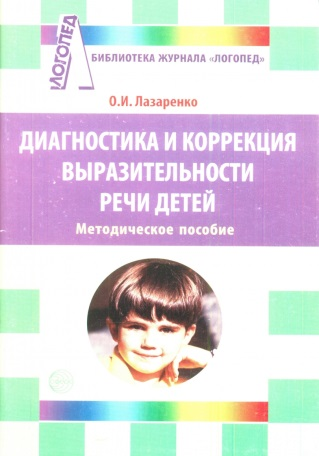 ЛОГОПЕД
БИБЛИОТЕКА ЖУРНАЛА «ЛОГОПЕД»
О.И. Лазаренко
ДИАГНОСТИКА И КОРРЕКЦИЯ
ВЫРАЗИТЕЛЬНОСТИ
РЕЧИ ДЕТЕЙ
Методическое пособие